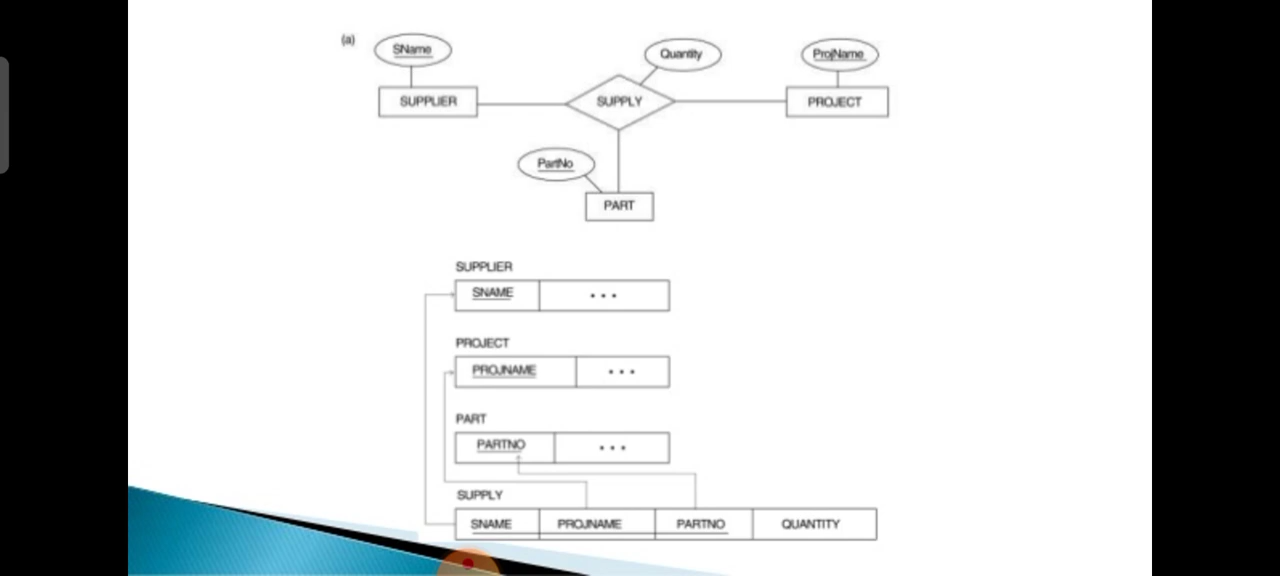 (a)
SName
Quantity
ProjName
SUPPLIER
SUPPLY
PROJECT
PartNo
PART
SUPPLIER
SNAME • • •
PROJECT
PROJNAME • • •
PART
PARTNO • • •
SUPPLY
SNAME PROJNAME PARTNO QUANTITY